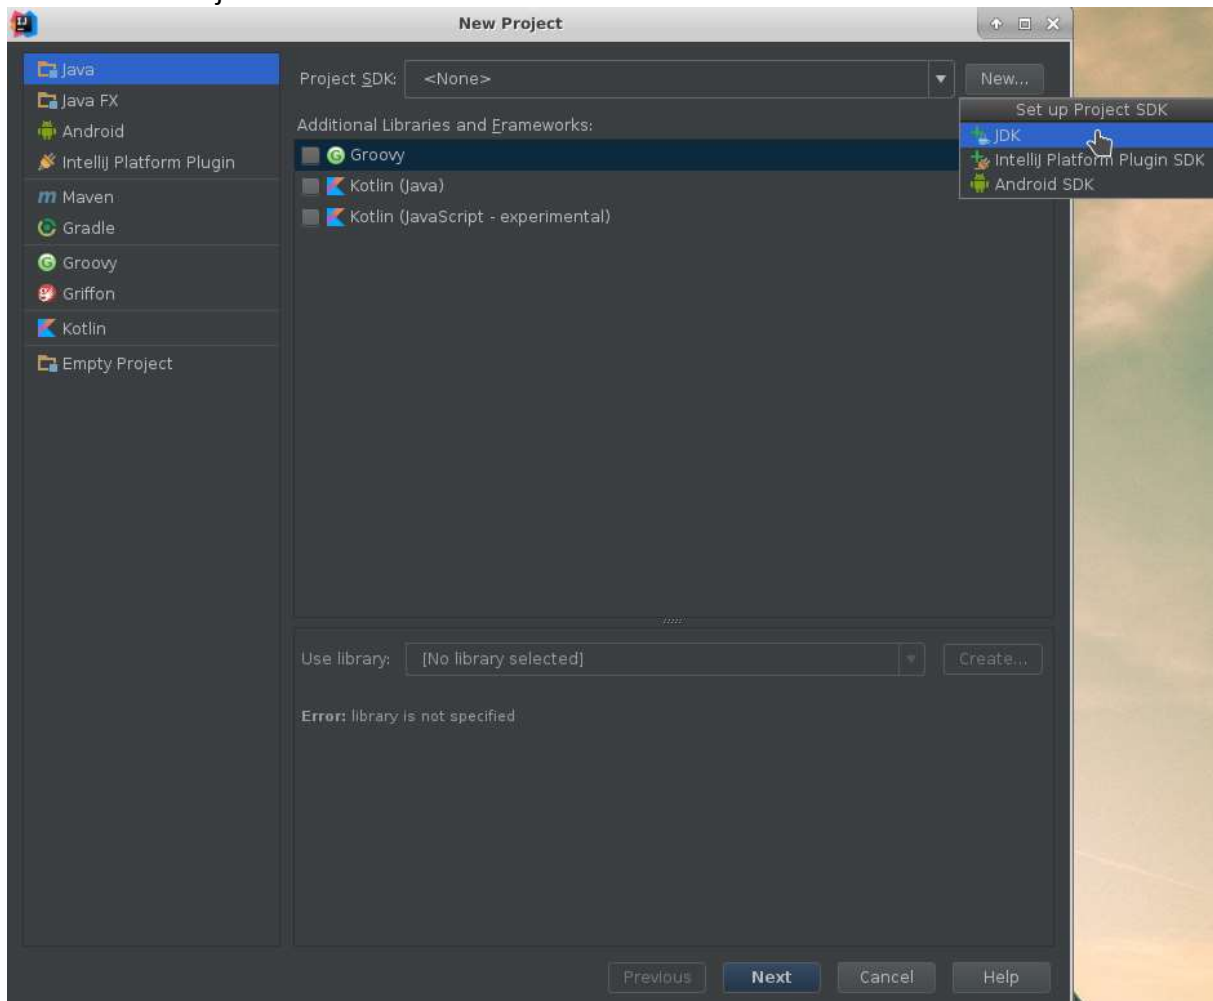 New Project
Java
Java FX
Android
IntelliJ Platform Plugin
Maven
Gradle
Groovy
Griffon
Kotlin
Empty Project
Project SDK: <None> New...
Set up Project SDK
JDK
IntelliJ Platform Plugin SDK
Android SDK
Additional Libraries and Frameworks:
Groovy
Kotlin (Java)
Kotlin (JavaScript - experimental)
Use library: [No library selected] Create...
Error: library is not specified
Previous Next Cancel Help